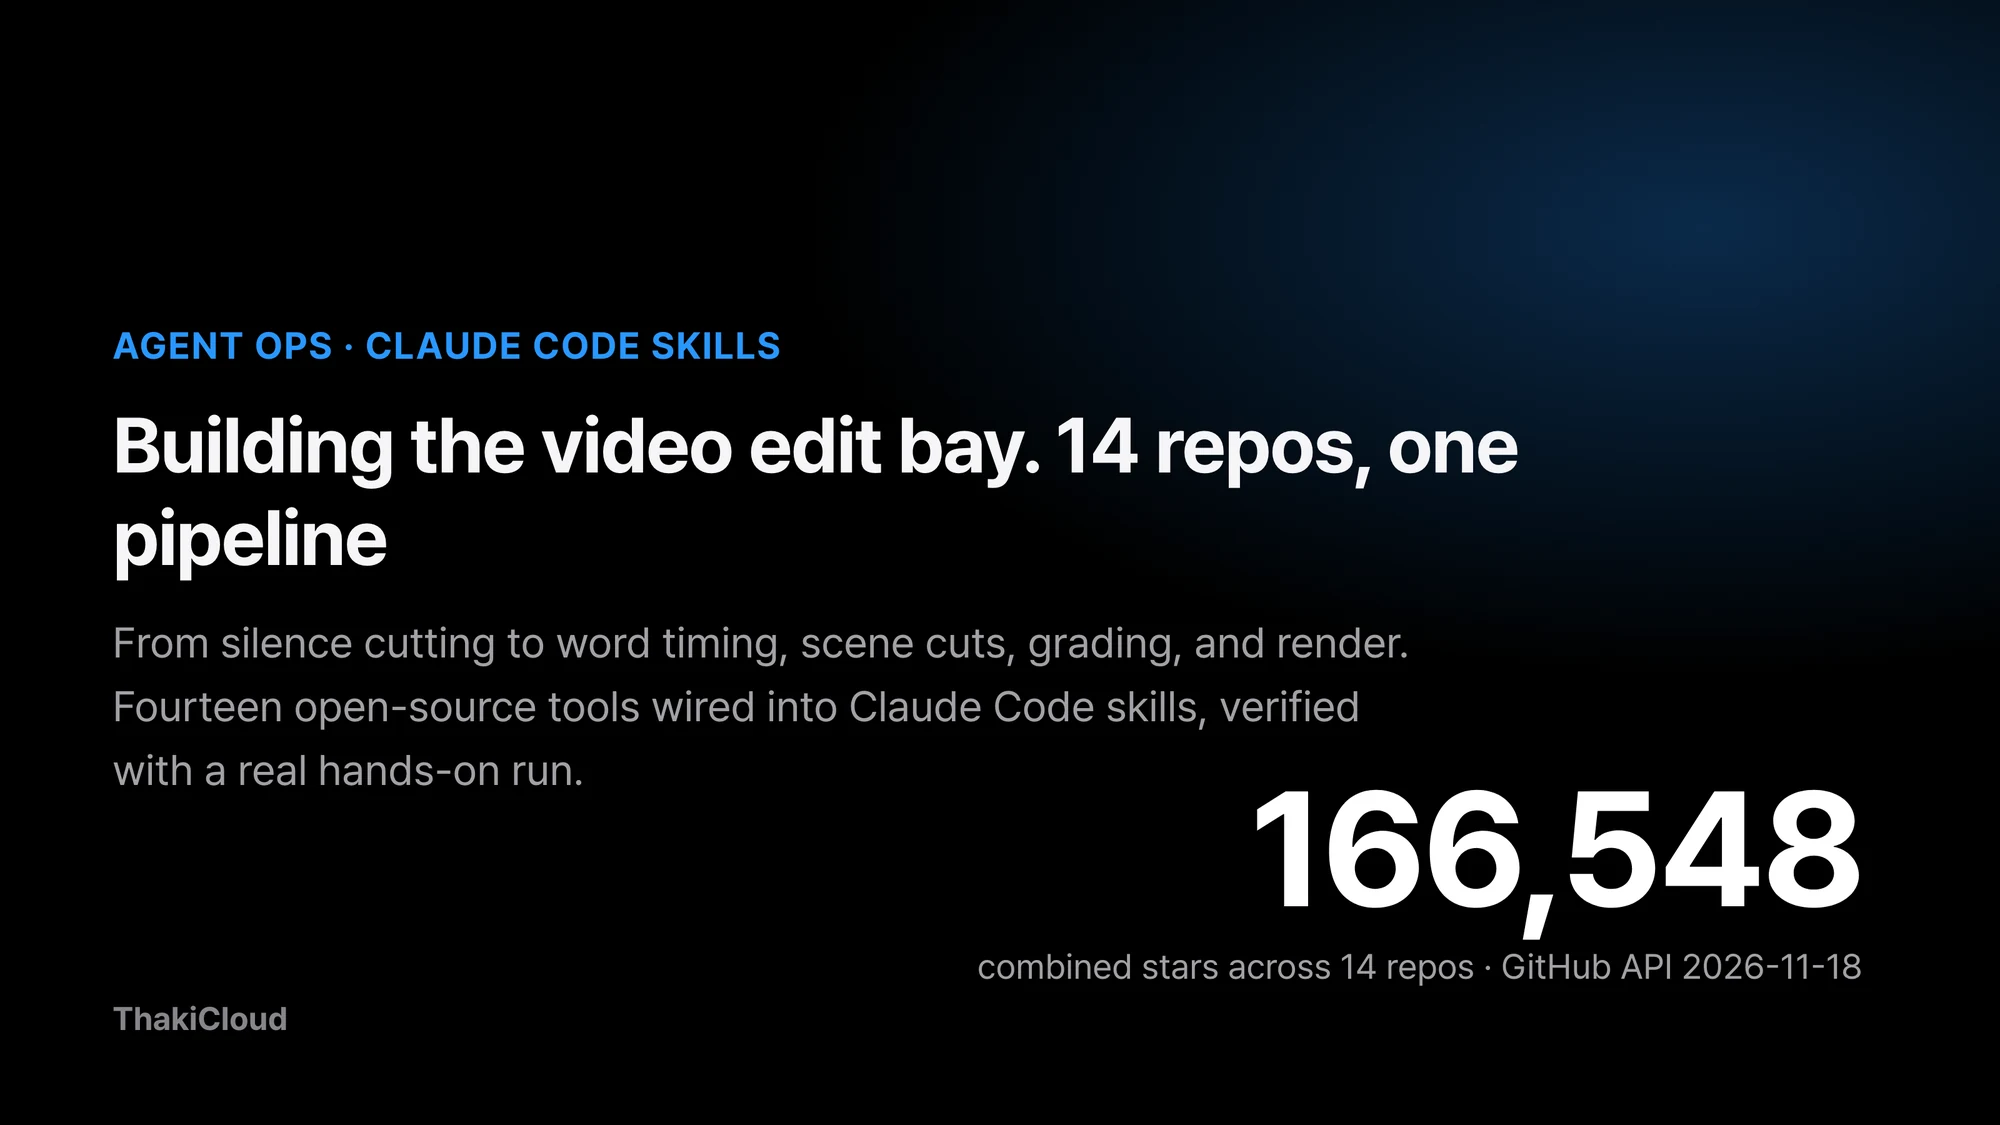 AGENT OPS · CLAUDE CODE SKILLS
Building the video edit bay. 14 repos, one
pipeline
From silence cutting to word timing, scene cuts, grading, and render.
Fourteen open-source tools wired into Claude Code skills, verified
with a real hands-on run.
166,548
combined stars across 14 repos · GitHub API 2026-11-18
ThakiCloud